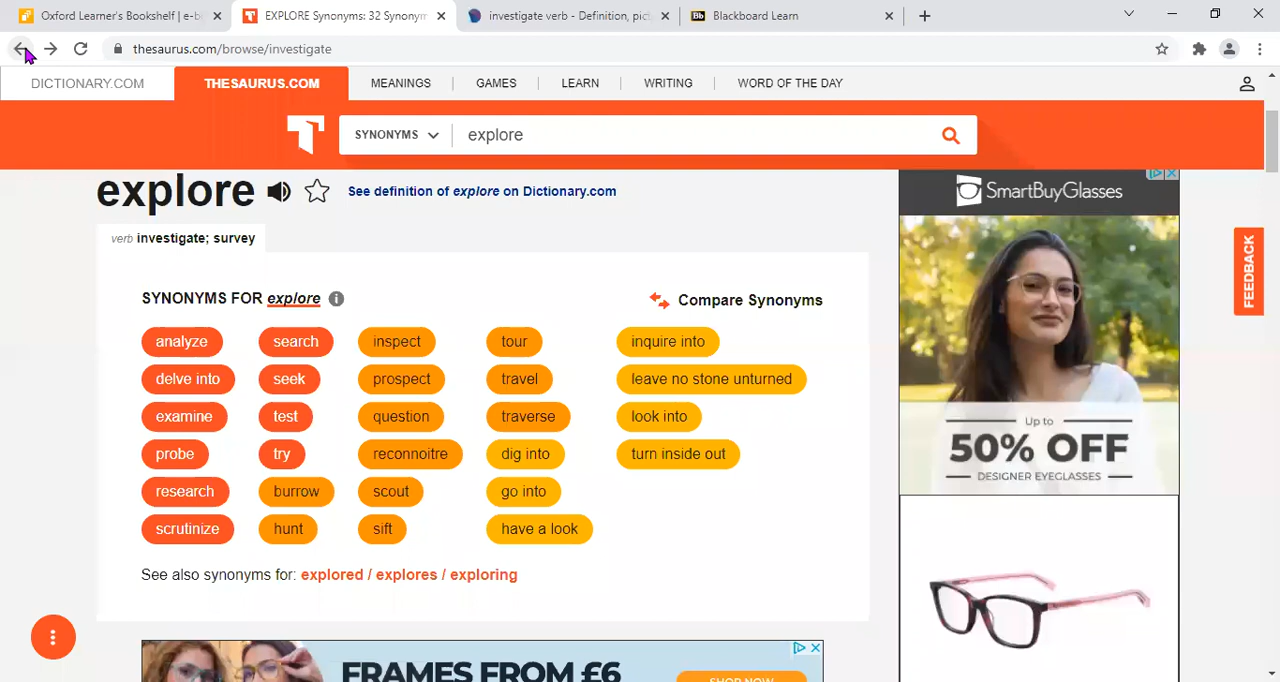 Oxford Learner's Bookshelf | e-b
EXPLORE Synonyms: 32 Synonym
investigate verb - Definition, pict
Bb Blackboard Learn
thesaurus.com/browse/investigate
DICTIONARY.COM THESAURUS.COM MEANINGS GAMES LEARN WRITING WORD OF THE DAY
SYNONYMS explore
explore See definition of explore on Dictionary.com
verb investigate; survey
SYNONYMS FOR explore Compare Synonyms
analyze search inspect tour inquire into
delve into seek prospect travel leave no stone unturned
examine test question traverse look into
probe try reconnoitre dig into turn inside out
research burrow scout go into
scrutinize hunt sift have a look
See also synonyms for: explored / explores / exploring
SmartBuyGlasses
Up to
50% OFF
DESIGNER EYEGLASSES
FEEDBACK
FRAMES FROM £6
SHOP NOW